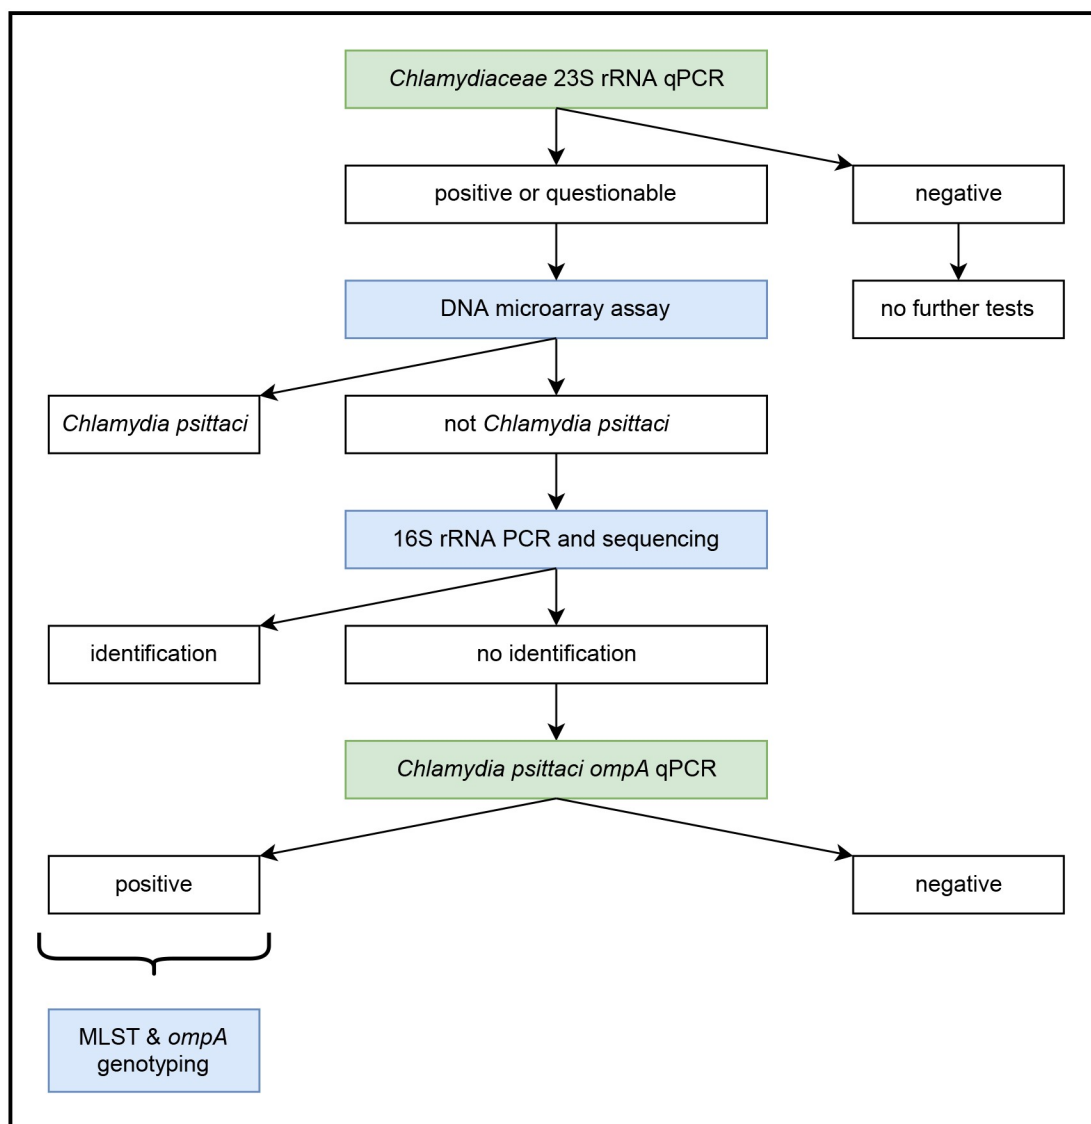 Chlamydiaceae 23S rRNA qPCR
positive or questionable
negative
DNA microarray assay
no further tests
Chlamydia psittaci
not Chlamydia psittaci
16S rRNA PCR and sequencing
identification
no identification
Chlamydia psittaci ompA qPCR
positive
negative
MLST & ompA
genotyping